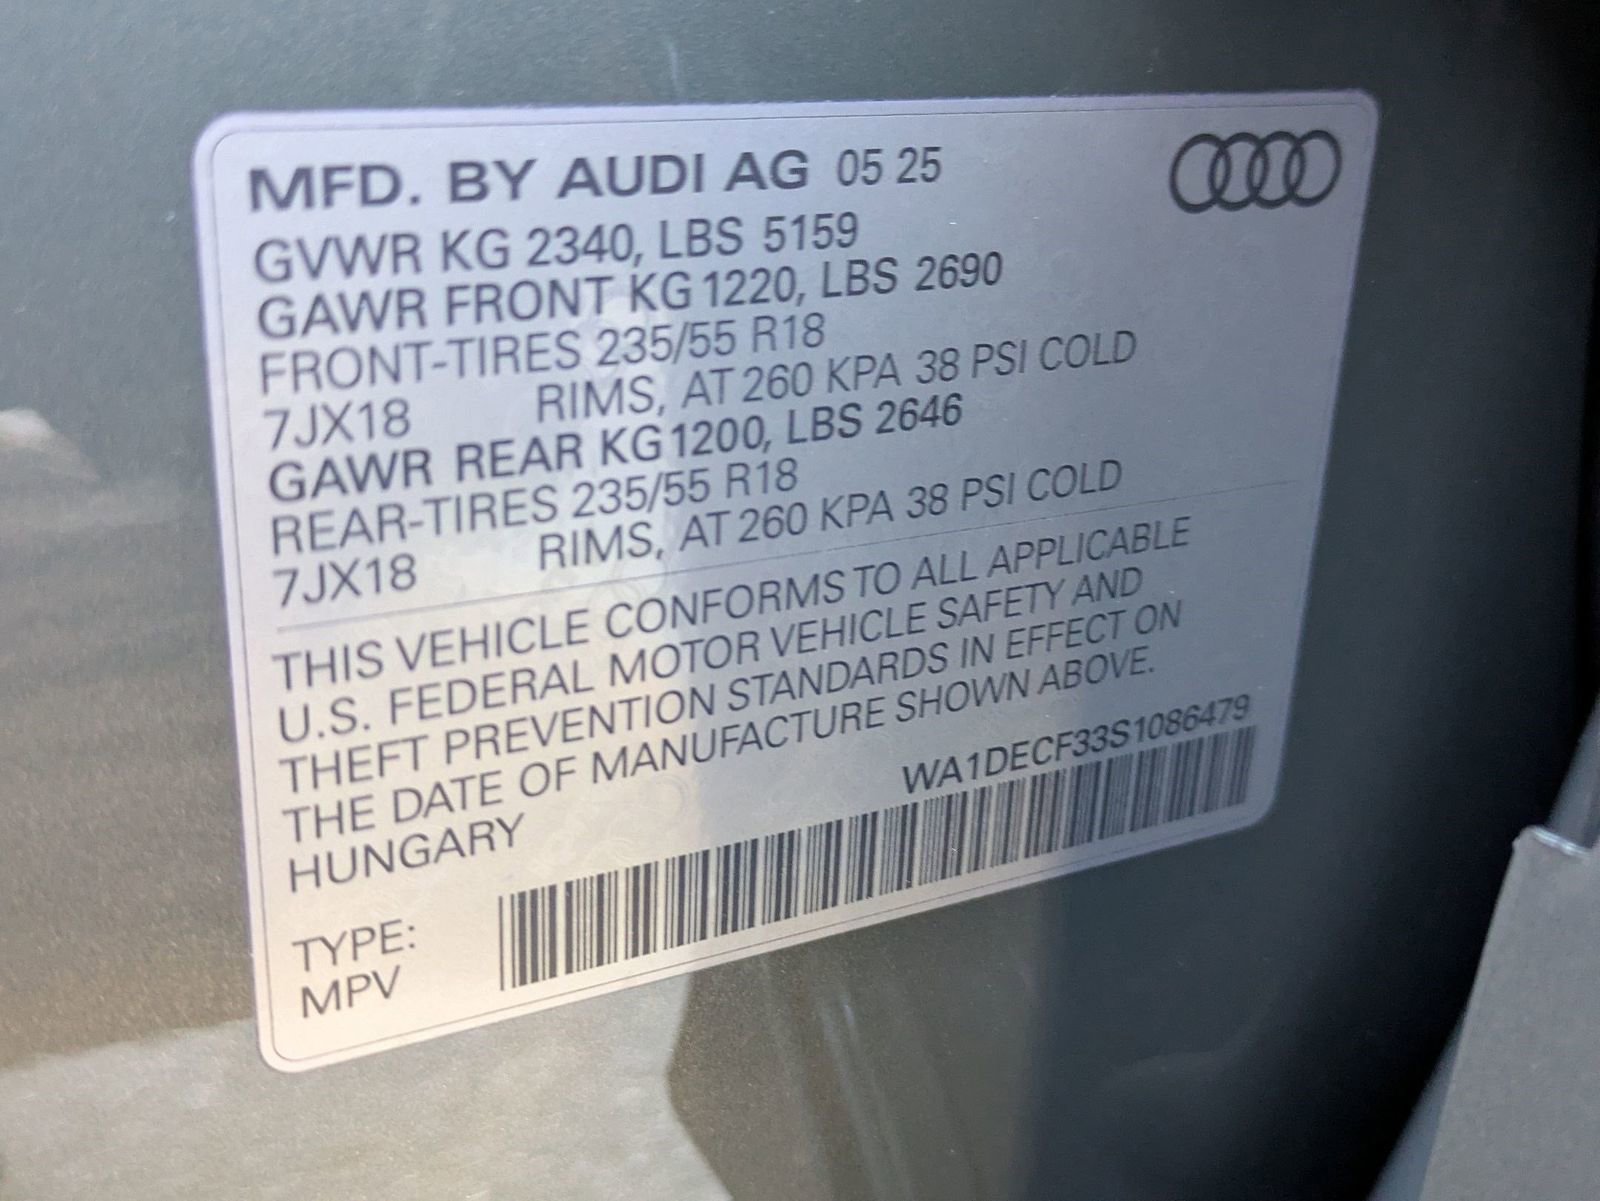 MFD. BY AUDI AG 05 25
GVWR KG 2340, LBS 5159
GAWR FRONT KG 1220, LBS 2690
FRONT-TIRES 235/55 R18
7JX18 RIMS, AT 260 KPA 38 PSI COLD
GAWR REAR KG 1200, LBS 2646
REAR-TIRES 235/55 R18
7JX18 RIMS, AT 260 KPA 38 PSI COLD
THIS VEHICLE CONFORMS TO ALL APPLICABLE
U.S. FEDERAL MOTOR VEHICLE SAFETY AND
THEFT PREVENTION STANDARDS IN EFFECT ON
THE DATE OF MANUFACTURE SHOWN ABOVE.
HUNGARY WA1DECF33S1086479
TYPE:
MPV